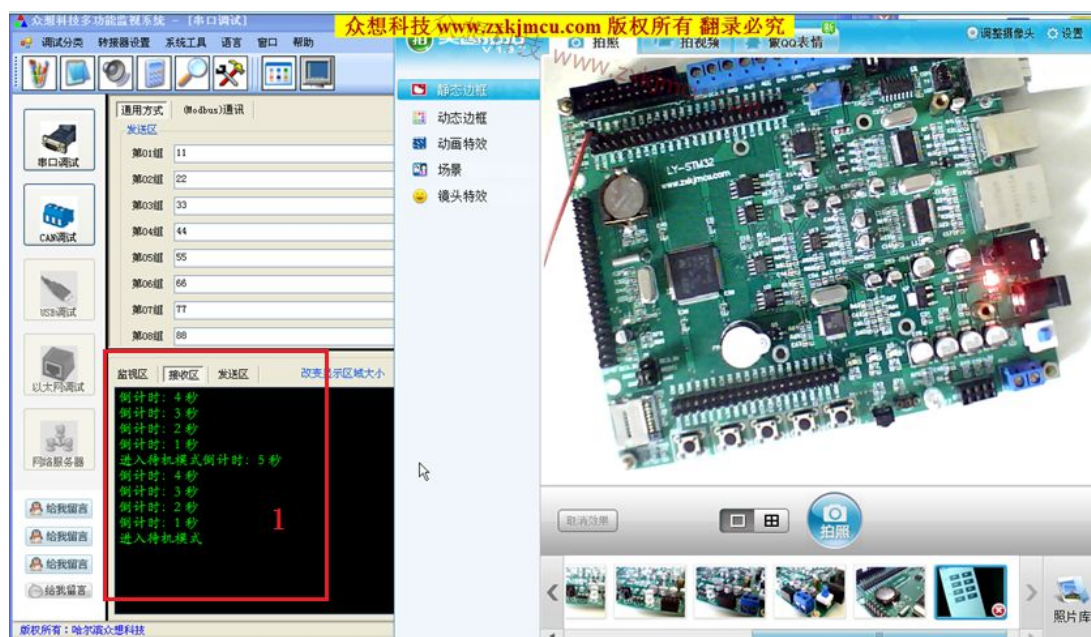 众想科技多功能监视系统 - [串口调试]
众想科技 www.zxkjmcu.com 版权所有 翻录必究
调试分类 转接器设置 系统工具 语言 窗口 帮助
拍照
拍视频
做QQ表情
调整摄像头
设置
串口调试
CAN调试
USB调试
以太网调试
网络服务器
给我留言
给我留言
给我留言
给我留言
通用方式
(Modbus)通讯
发送区
第01组 11
第02组 22
第03组 33
第04组 44
第05组 55
第06组 66
第07组 77
第08组 88
监视区
接收区
发送区
改变显示区域大小
倒计时: 4秒
倒计时: 3秒
倒计时: 2秒
倒计时: 1秒
进入待机模式倒计时: 5秒
倒计时: 4秒
倒计时: 3秒
倒计时: 2秒
倒计时: 1秒
进入待机模式
1
静态边框
动态边框
动画特效
场景
镜头特效
LY-STM32
www.zxkjmcu.com
取消效果
拍照
照片库
版权所有：哈尔滨众想科技